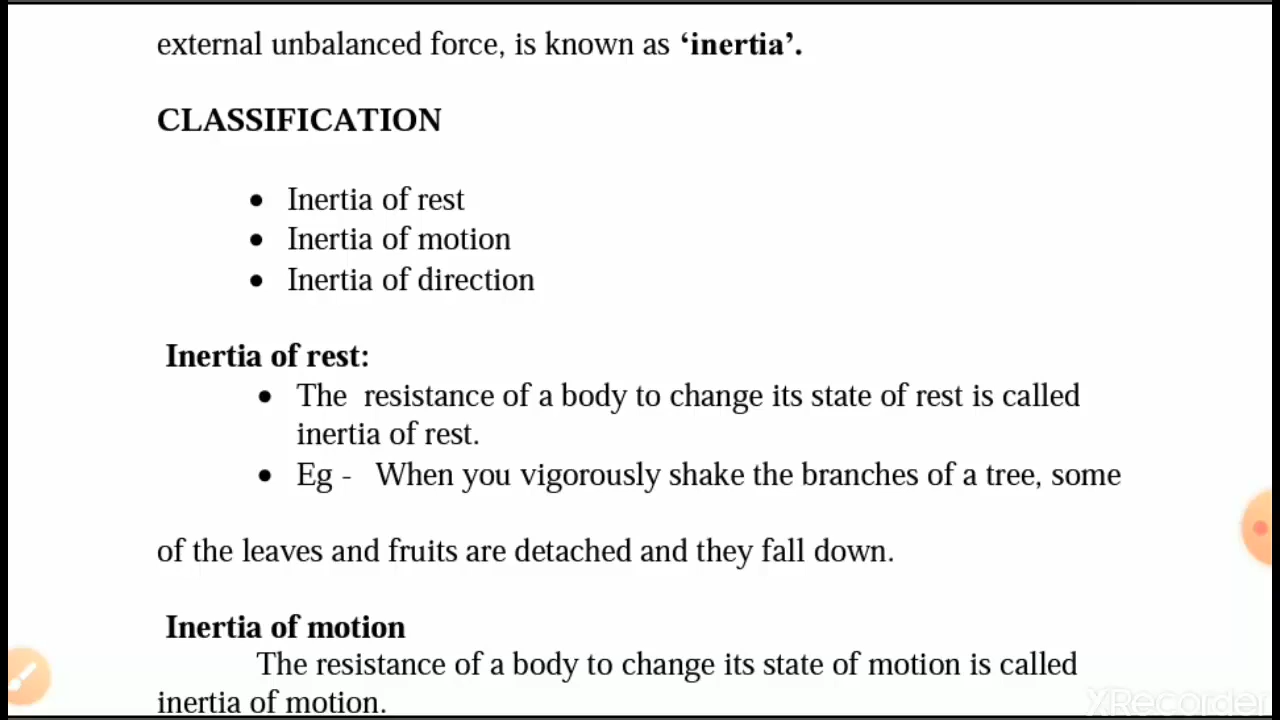 external unbalanced force, is known as ‘inertia’.
CLASSIFICATION
• Inertia of rest
• Inertia of motion
• Inertia of direction
Inertia of rest:
• The resistance of a body to change its state of rest is called
inertia of rest.
• Eg - When you vigorously shake the branches of a tree, some
of the leaves and fruits are detached and they fall down.
Inertia of motion
The resistance of a body to change its state of motion is called
inertia of motion.
XRecorder